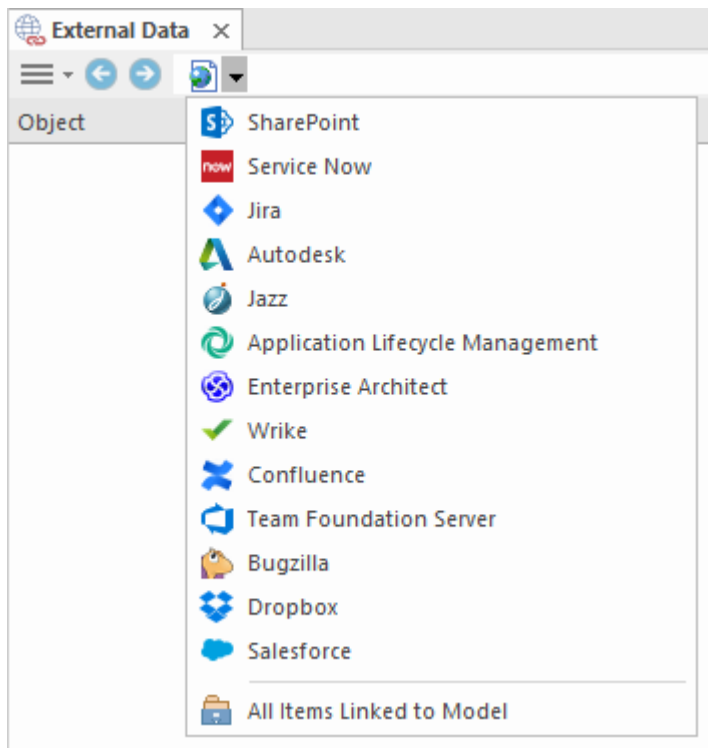 External Data
Object
SharePoint
now
Service Now
Jira
Autodesk
Jazz
Application Lifecycle Management
Enterprise Architect
Wrike
Confluence
Team Foundation Server
Bugzilla
Dropbox
Salesforce
All Items Linked to Model